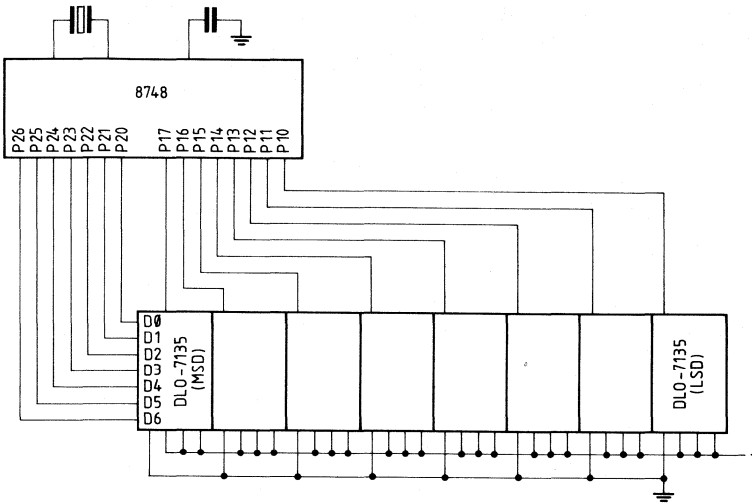 8748
P26 P25 P24 P23 P22 P21 P20 P17 P16 P15 P14 P13 P12 P11 P10
D0
D1
D2
D3
D4
D5
D6
DLO-7135
(MSD)
DLO-7135
(LSD)